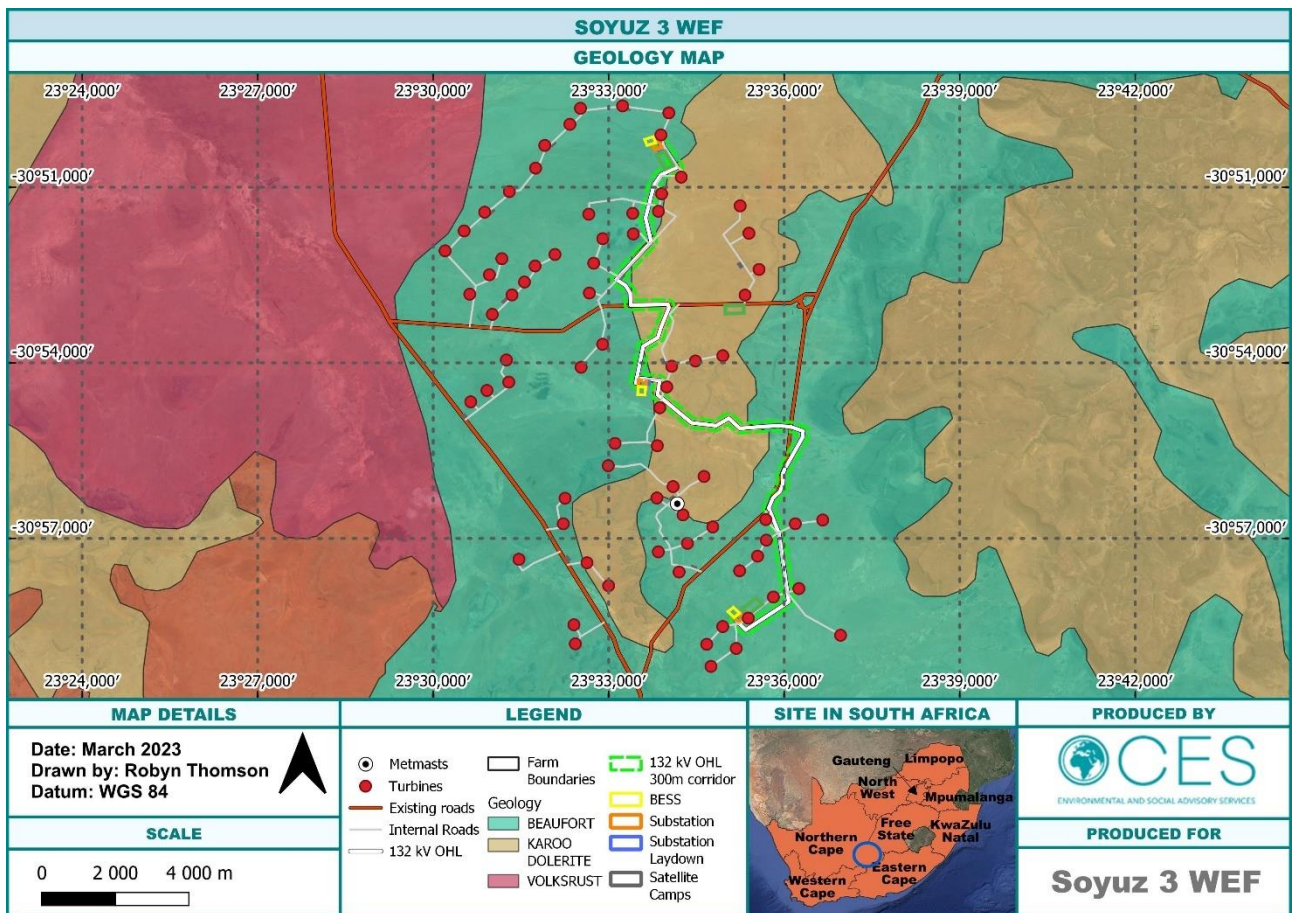 SOYUZ 3 WEF
GEOLOGY MAP
23°24,000′ 23°27,000′ 23°30,000′ 23°33,000′ 23°36,000′ 23°39,000′ 23°42,000′
-30°51,000′ -30°51,000′
-30°54,000′ -30°54,000′
-30°57,000′ -30°57,000′
23°24,000′ 23°27,000′ 23°30,000′ 23°33,000′ 23°36,000′ 23°39,000′ 23°42,000′
MAP DETAILS
Date: March 2023
Drawn by: Robyn Thomson
Datum: WGS 84
SCALE
0 2 000 4 000 m
LEGEND
Metmasts
Turbines
Existing roads
Internal Roads
132 kV OHL
Farm
Boundaries
Geology
BEAUFORT
KAROO
DOLERITE
VOLKSRUST
132 kV OHL
300m corridor
BESS
Substation
Substation
Laydown
Satellite
Camps
SITE IN SOUTH AFRICA
Limpopo
Gauteng
North
West
Mpumalanga
Free
State
KwaZulu
Natal
Northern
Cape
Eastern
Cape
Western
Cape
PRODUCED BY
CES
ENVIRONMENTAL AND SOCIAL ADVISORY SERVICES
PRODUCED FOR
Soyuz 3 WEF